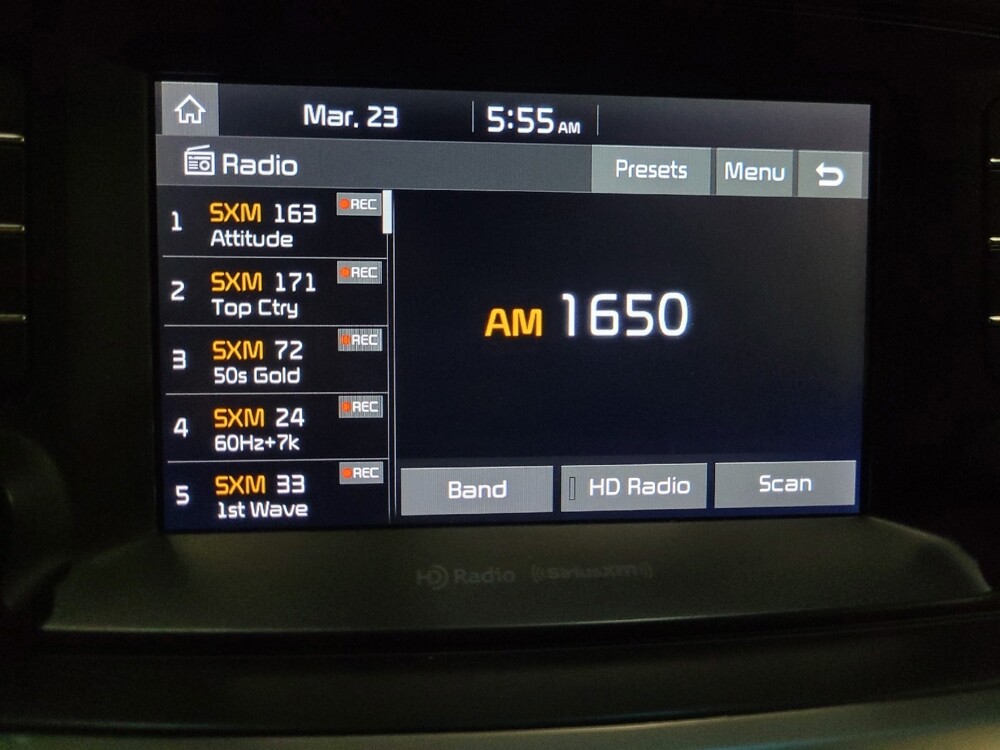 Mar. 23 5:55 AM
Radio Presets Menu
1 SXM 163 REC
Attitude
2 SXM 171 REC
Top Ctry
3 SXM 72 REC
50s Gold
4 SXM 24 REC
60Hz+7k
5 SXM 33 REC
1st Wave
AM 1650
Band HD Radio Scan
HD Radio ((SiriusXM))